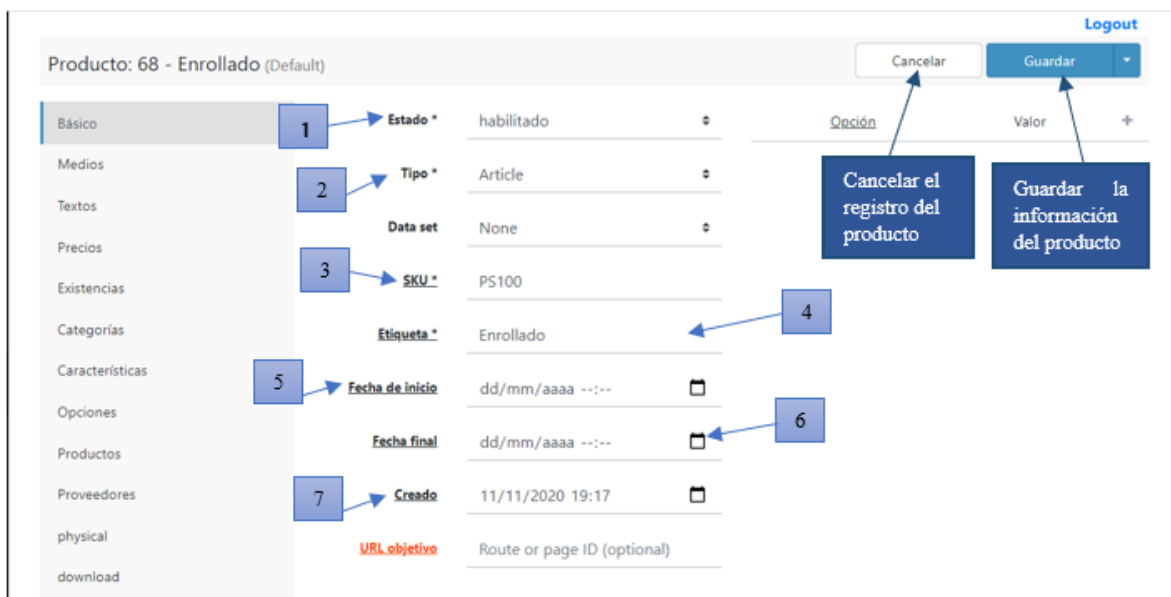 Logout
Producto: 68 - Enrollado (Default)
Cancelar
Guardar
Básico
Medios
Textos
Precios
Existencias
Categorías
Características
Opciones
Productos
Proveedores
physical
download
1
Estado *
habilitado
2
Tipo *
Article
Data set
None
3
SKU *
PS100
4
Etiqueta *
Enrollado
5
Fecha de inicio
dd/mm/aaaa --:--
6
Fecha final
dd/mm/aaaa --:--
7
Creado
11/11/2020 19:17
URL objetivo
Route or page ID (optional)
Opción
Valor
+
Cancelar el
registro del
producto
Guardar la
información
del producto